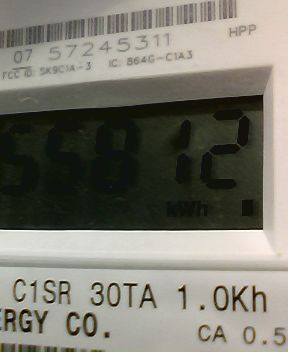 07 57245311
HPP
FCC ID: SK9C1A-3 IC: 864G-C1A3
56812
kWh
C1SR 30TA 1.0Kh
ERGY CO.
CA 0.5